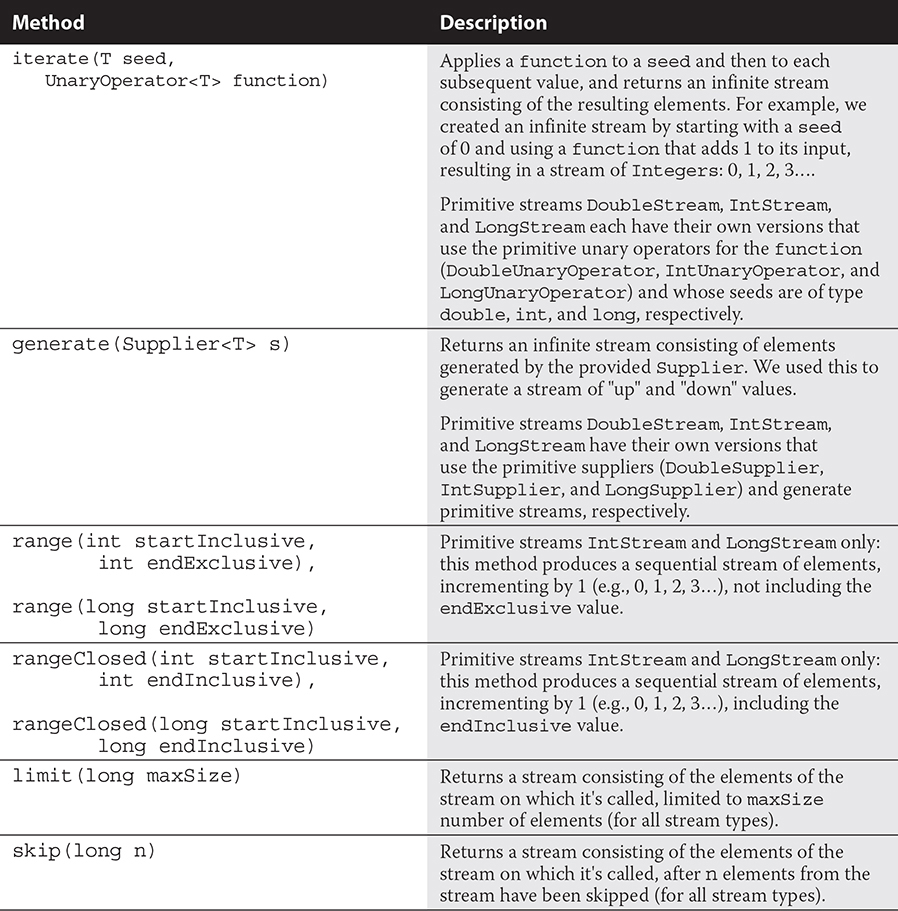 Method
Description
iterate(T seed,
UnaryOperator<T> function)
Applies a function to a seed and then to each
subsequent value, and returns an infinite stream
consisting of the resulting elements. For example, we
created an infinite stream by starting with a seed
of 0 and using a function that adds 1 to its input,
resulting in a stream of Integers: 0, 1, 2, 3….
Primitive streams DoubleStream, IntStream,
and LongStream each have their own versions that
use the primitive unary operators for the function
(DoubleUnaryOperator, IntUnaryOperator, and
LongUnaryOperator) and whose seeds are of type
double, int, and long, respectively.
generate(Supplier<T> s)
Returns an infinite stream consisting of elements
generated by the provided Supplier. We used this to
generate a stream of "up" and "down" values.
Primitive streams DoubleStream, IntStream,
and LongStream have their own versions that
use the primitive suppliers (DoubleSupplier,
IntSupplier, and LongSupplier) and generate
primitive streams, respectively.
range(int startInclusive,
int endExclusive),
range(long startInclusive,
long endExclusive)
Primitive streams IntStream and LongStream only:
this method produces a sequential stream of elements,
incrementing by 1 (e.g., 0, 1, 2, 3…), not including the
endExclusive value.
rangeClosed(int startInclusive,
int endInclusive),
rangeClosed(long startInclusive,
long endInclusive)
Primitive streams IntStream and LongStream only:
this method produces a sequential stream of elements,
incrementing by 1 (e.g., 0, 1, 2, 3…), including the
endInclusive value.
limit(long maxSize)
Returns a stream consisting of the elements of the
stream on which it's called, limited to maxSize
number of elements (for all stream types).
skip(long n)
Returns a stream consisting of the elements of the
stream on which it's called, after n elements from the
stream have been skipped (for all stream types).